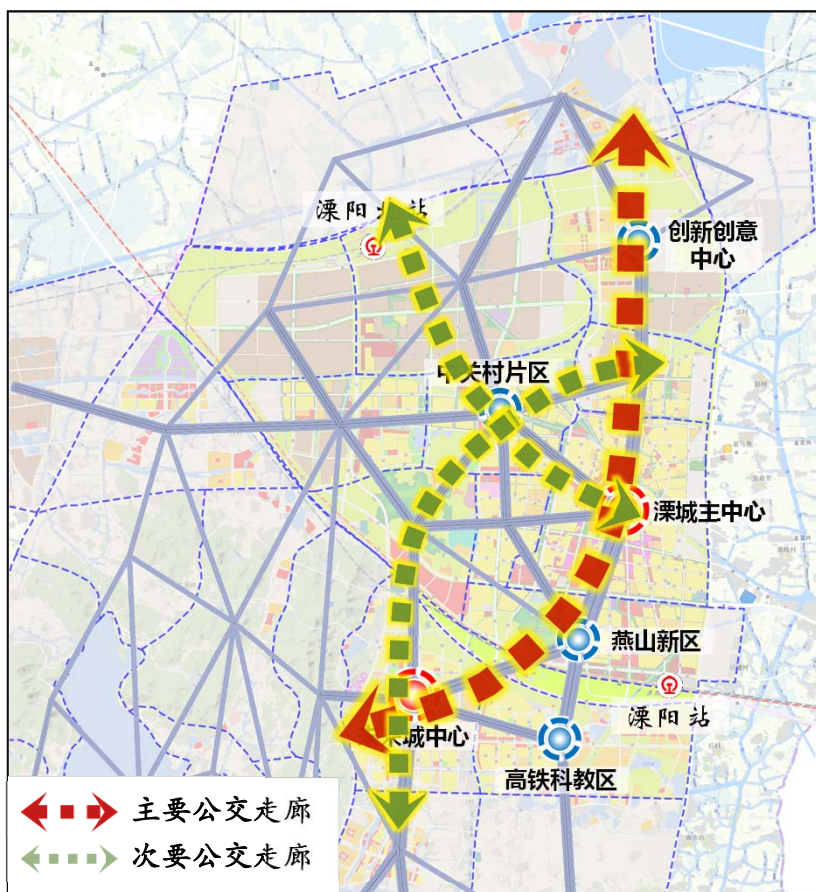 溧阳北站
创新创意
中心
中关村片区
溧城主中心
燕山新区
溧阳站
城中心
高铁科教区
主要公交走廊
次要公交走廊